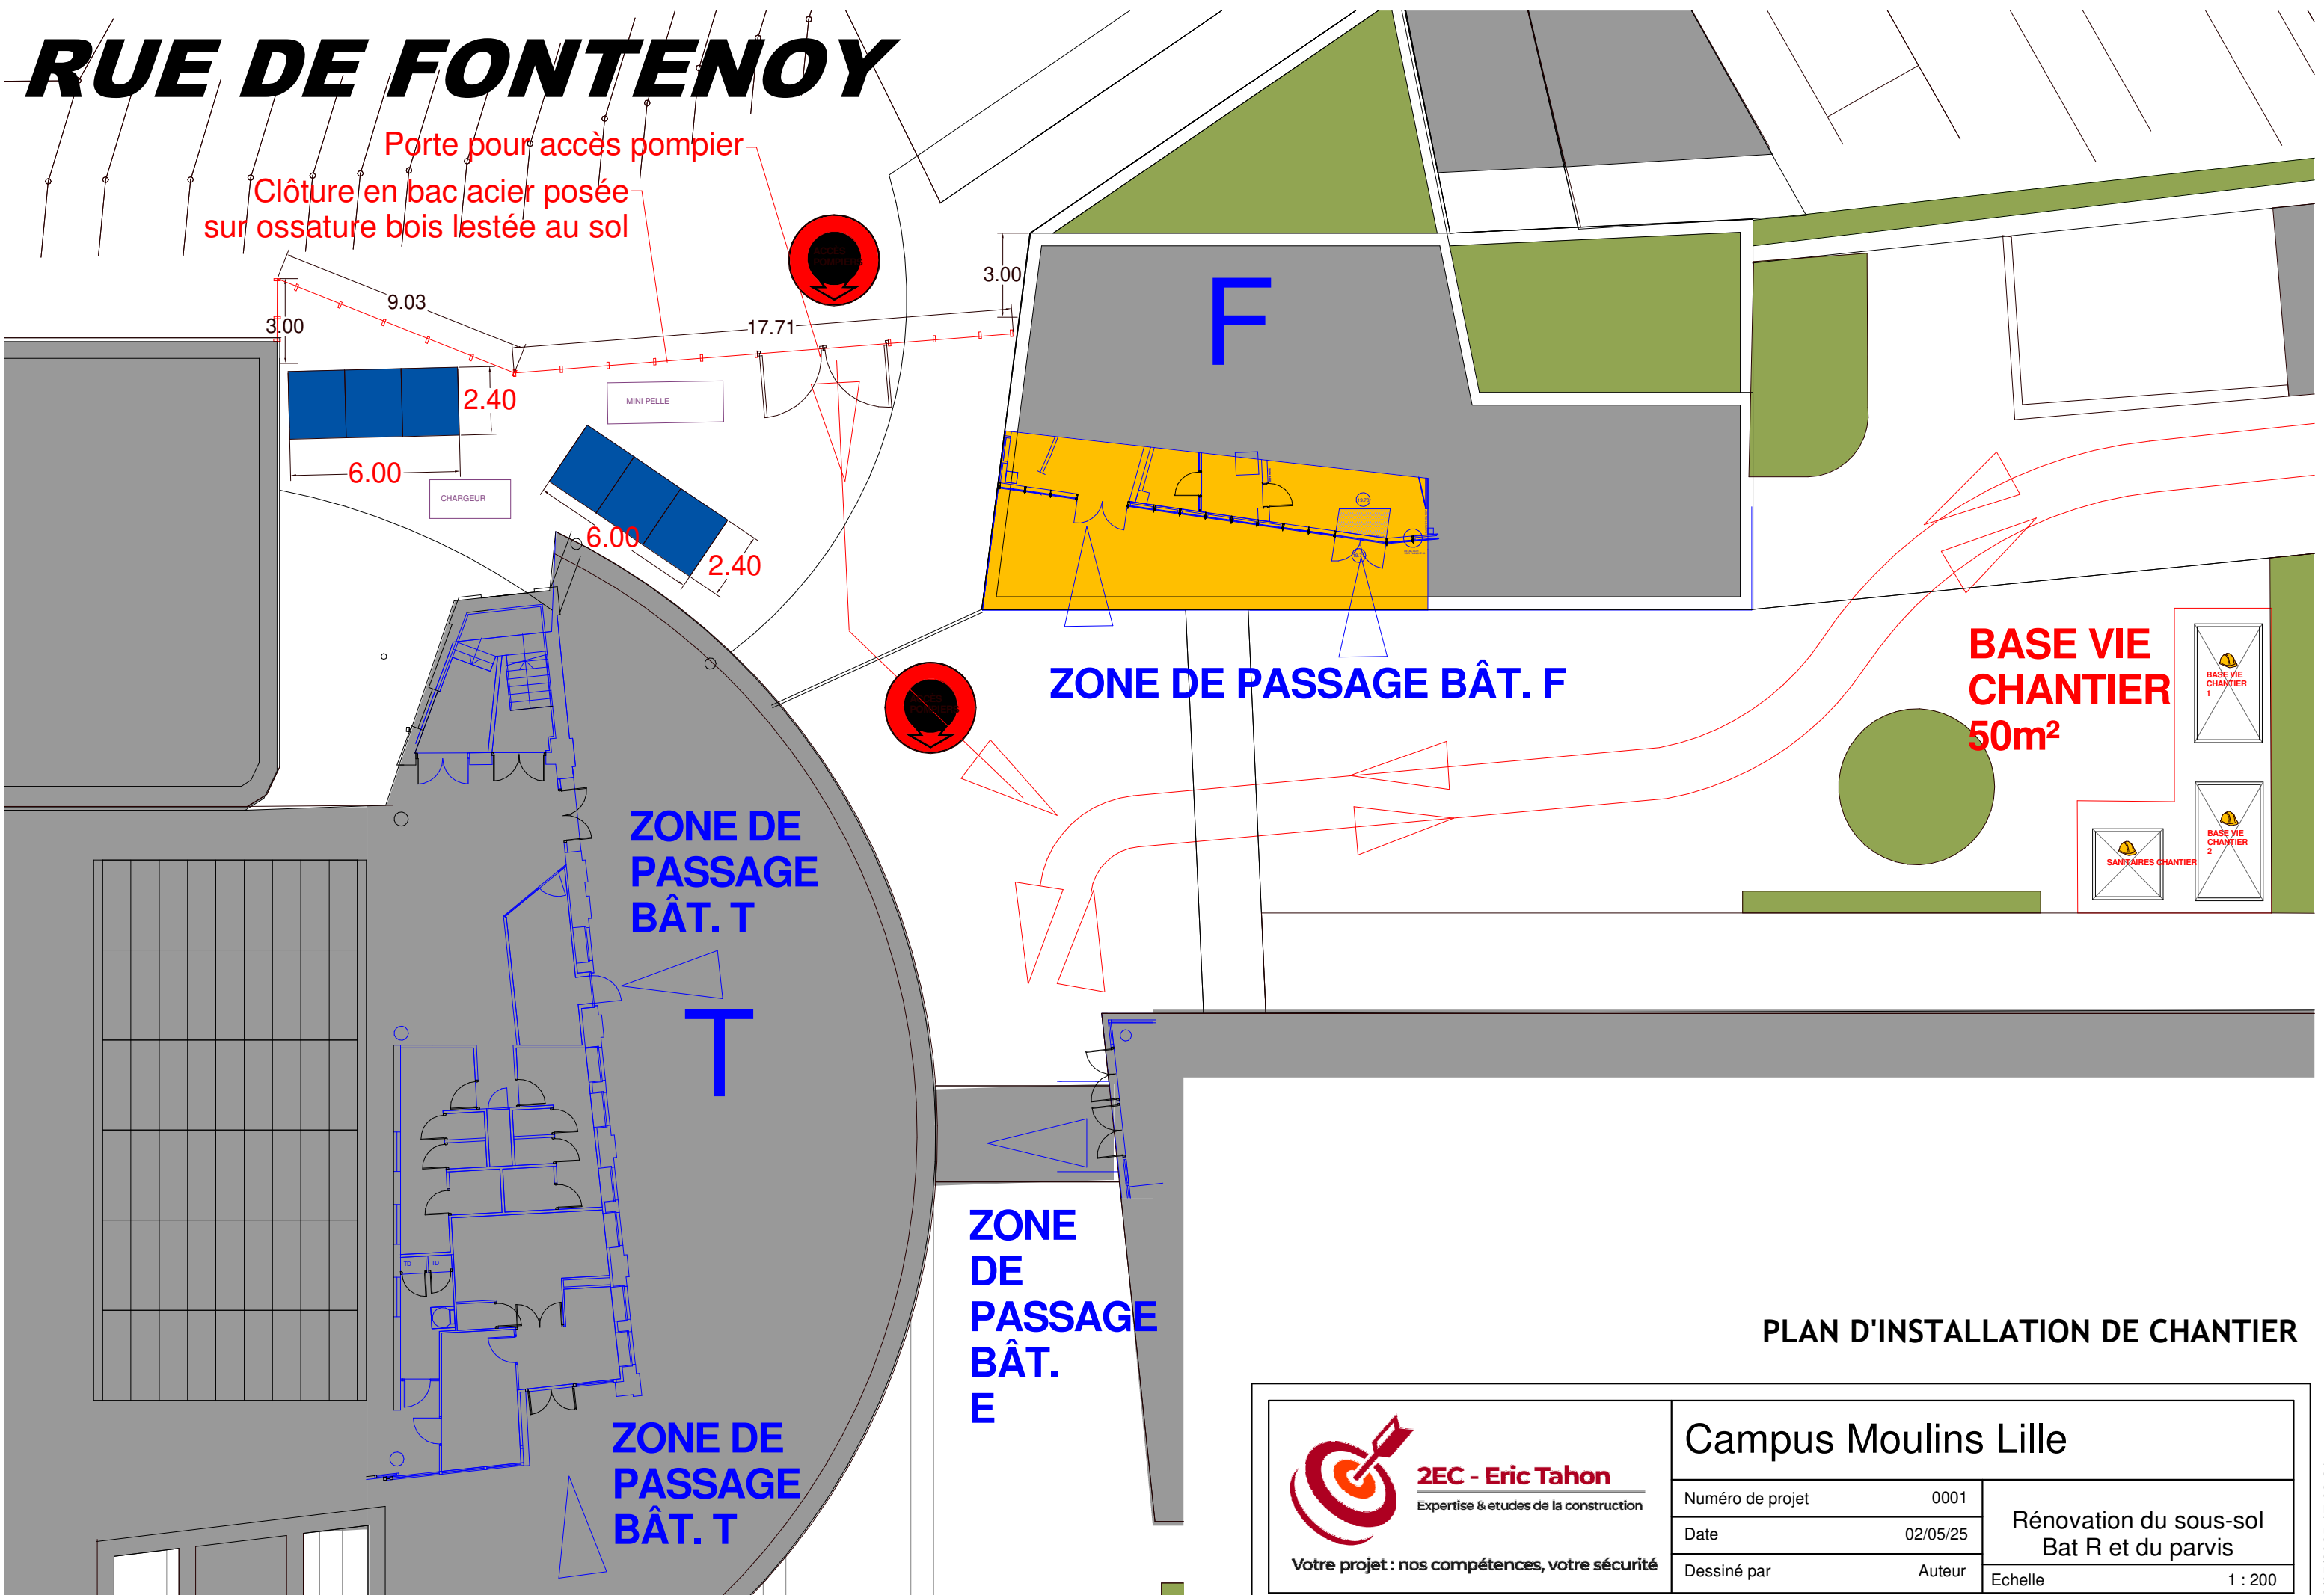 RUE DE FONTENOY
Porte pour accès pompier
Clôture en bac acier posée
sur ossature bois lestée au sol
9.03
3.00
17.71
3.00
2.40
6.00
MINI PELLE
CHARGEUR
6.00
2.40
F
ZONE DE PASSAGE BÂT. F
BASE VIE
CHANTIER
50m²
BASE VIE
CHANTIER
1
BASE VIE
CHANTIER
2
SANITAIRES CHANTIER
ZONE DE
PASSAGE
BÂT. T
T
TD
TD
ZONE
DE
PASSAGE
BÂT.
E
ZONE DE
PASSAGE
BÂT. T
PLAN D'INSTALLATION DE CHANTIER
2EC - Eric Tahon
Expertise & etudes de la construction
Votre projet : nos compétences, votre sécurité
Campus Moulins Lille
Numéro de projet 0001
Date 02/05/25
Dessiné par Auteur
Rénovation du sous-sol
Bat R et du parvis
Echelle 1 : 200